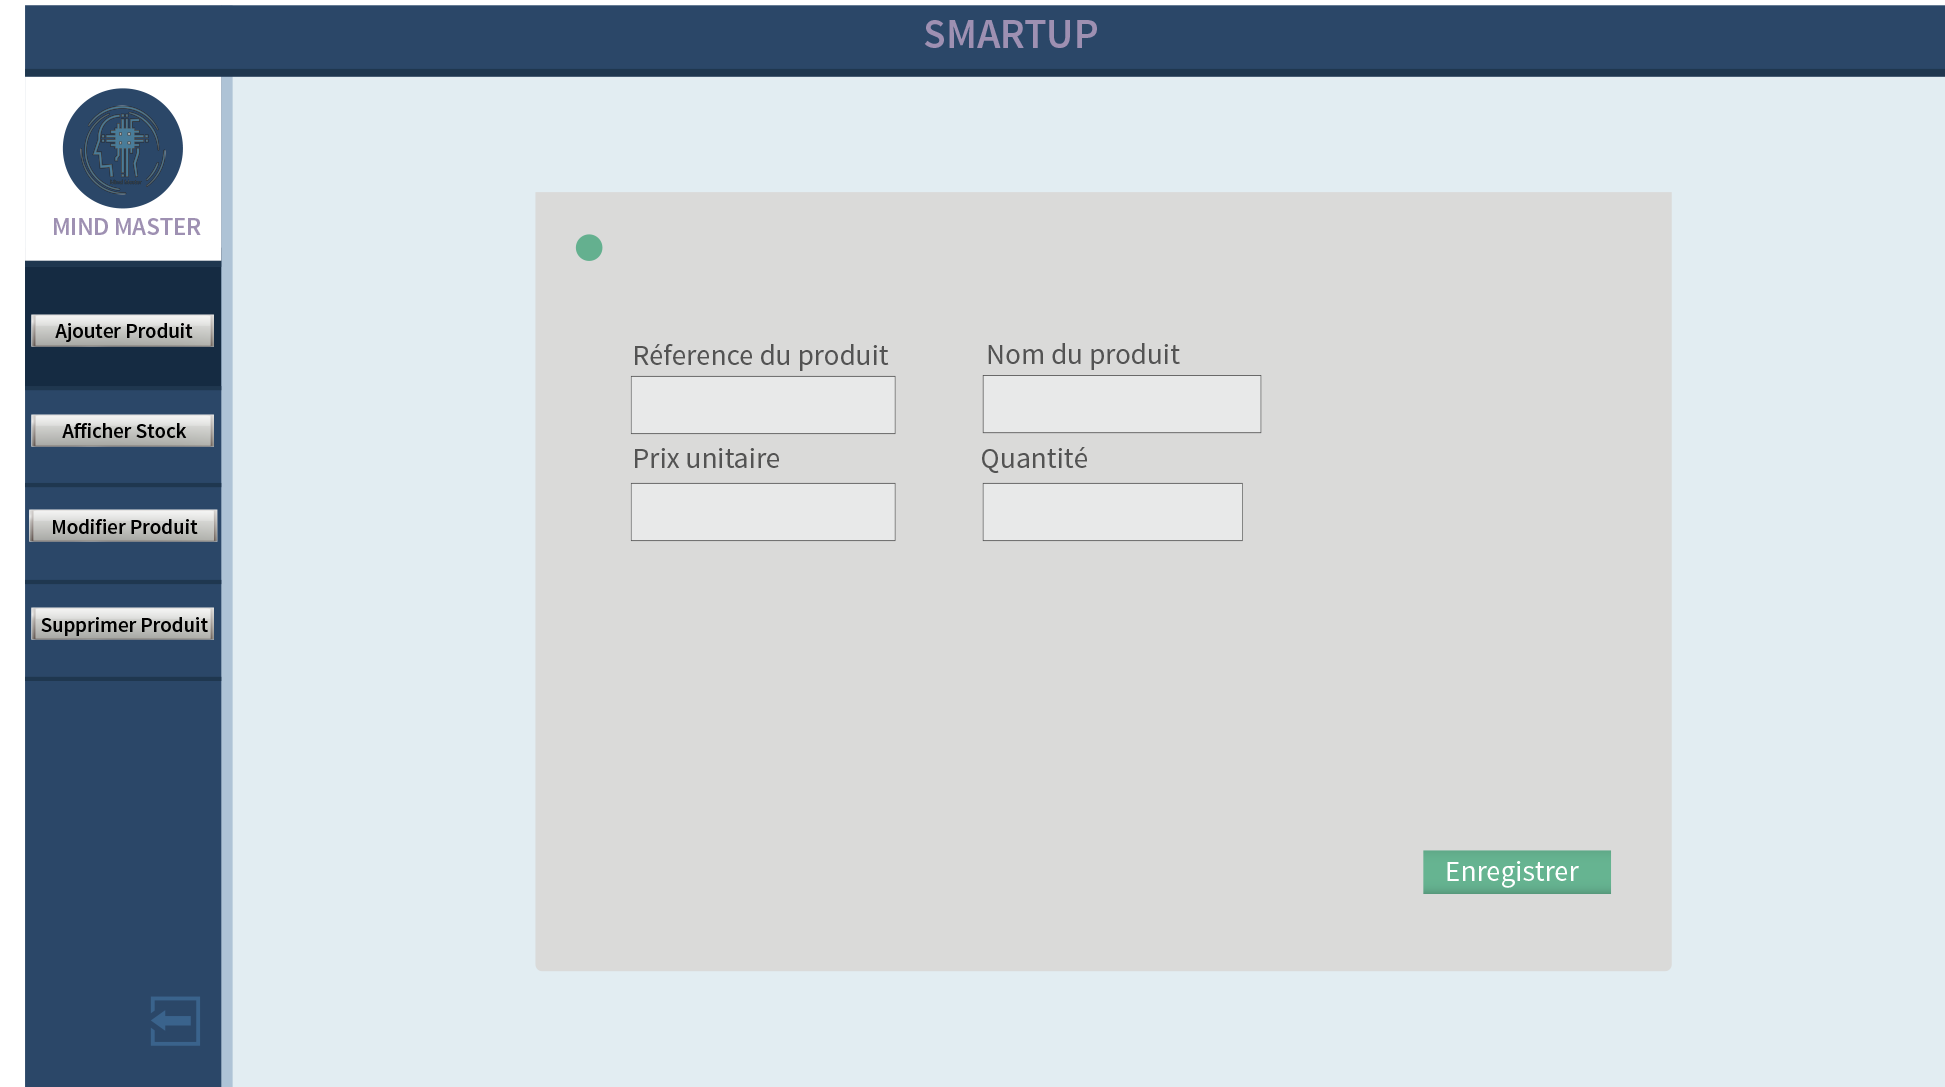 SMARTUP
MIND MASTER
Ajouter Produit
Afficher Stock
Modifier Produit
Supprimer Produit
Réference du produit
Nom du produit
Prix unitaire
Quantité
Enregistrer